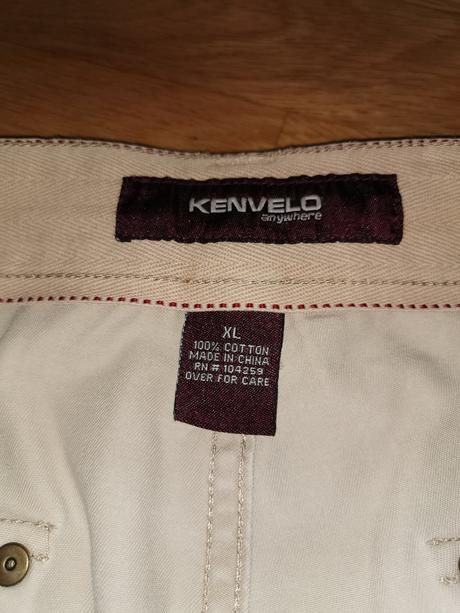 KENVELO
anywhere
XL
100% COTTON
MADE IN CHINA
RN # 104259
OVER FOR CARE